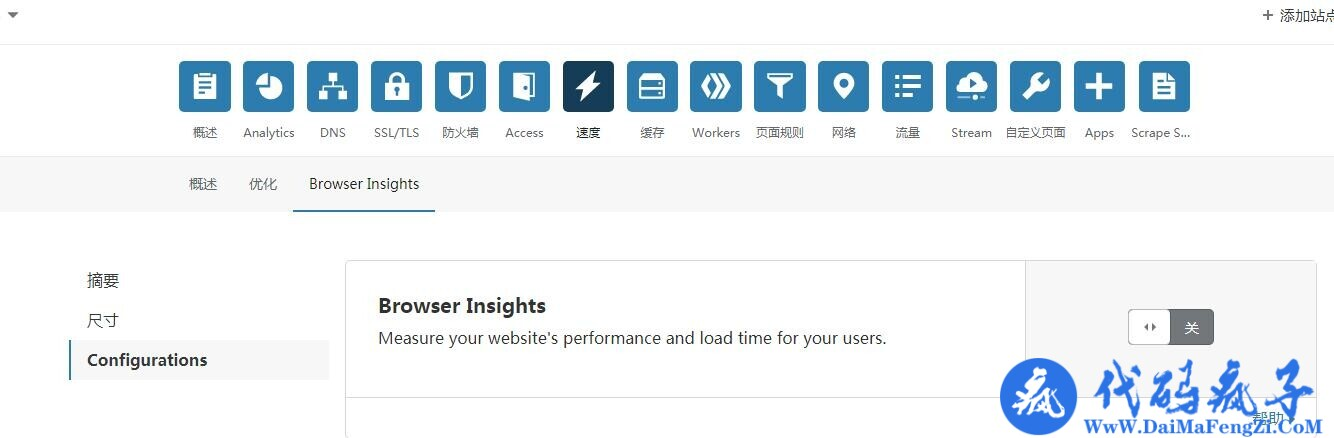 + 添加站点
概述 Analytics DNS SSL/TLS 防火墙 Access 速度 缓存 Workers 页面规则 网络 流量 Stream 自定义页面 Apps Scrape S...
概述 优化 Browser Insights
摘要
尺寸
Configurations
Browser Insights
Measure your website's performance and load time for your users.
关
帮助
疯 代码疯子
WwW.DaiMaFengZi.CoM